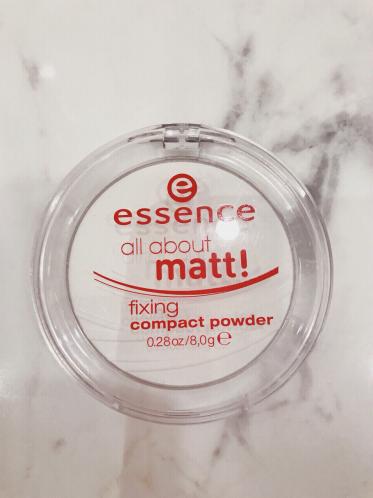 e
essence
all about
matt!
fixing
compact powder
0.28oz/8,0g ℮